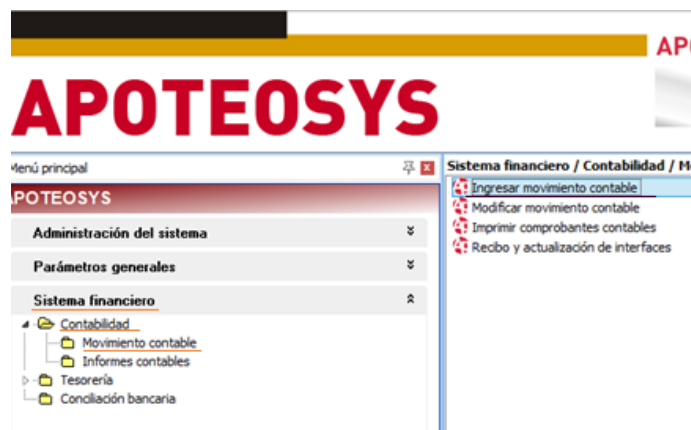 APO
APOTEOSYS
Menú principal
APOTEOSYS
Administración del sistema
Parámetros generales
Sistema financiero
Contabilidad
Movimiento contable
Informes contables
Tesorería
Conciliación bancaria
Sistema financiero / Contabilidad / M
Ingresar movimiento contable
Modificar movimiento contable
Imprimir comprobantes contables
Recibo y actualización de interfaces